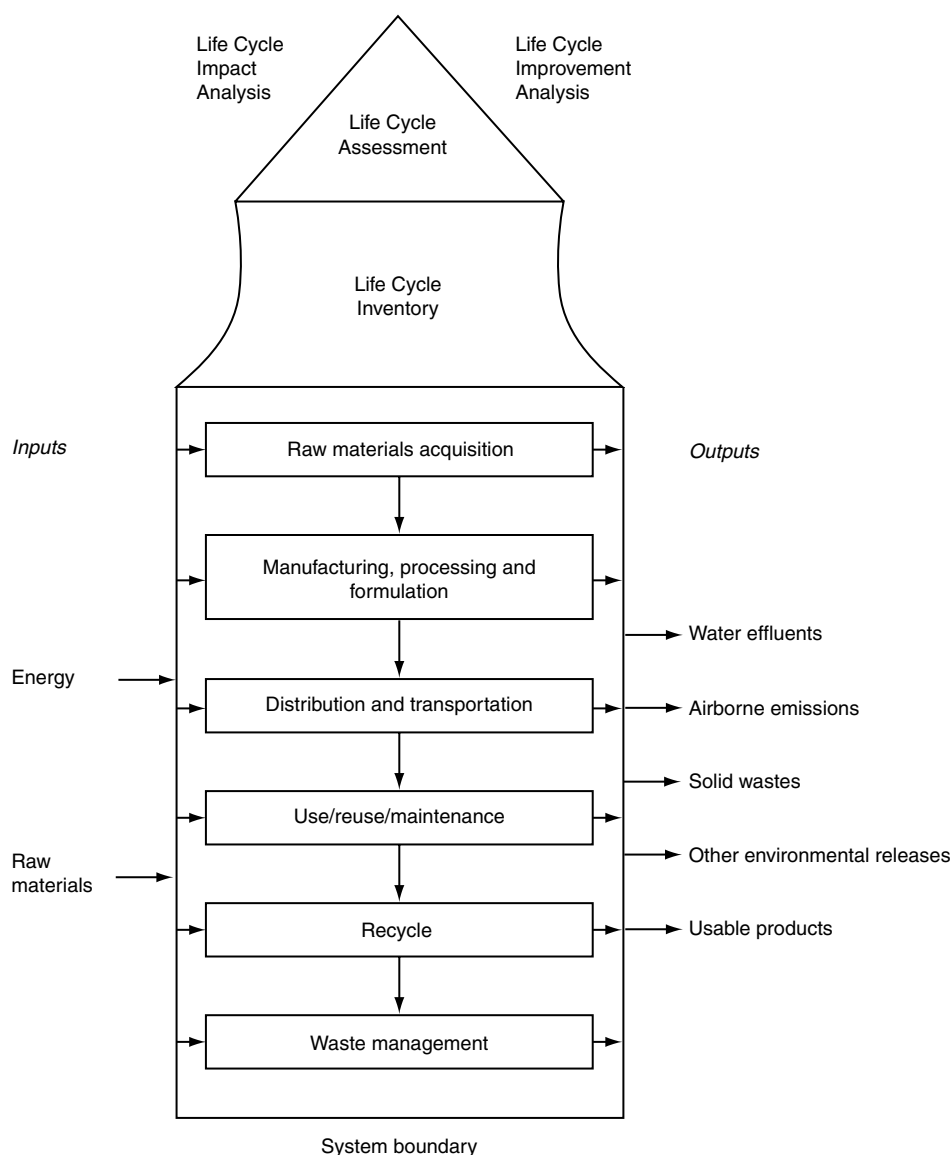 Life Cycle
Impact
Analysis
Life Cycle
Improvement
Analysis
Life Cycle
Assessment
Life Cycle
Inventory
Inputs
Raw materials acquisition
Outputs
Manufacturing, processing and
formulation
Water effluents
Energy
Distribution and transportation
Airborne emissions
Solid wastes
Use/reuse/maintenance
Other environmental releases
Raw
materials
Recycle
Usable products
Waste management
System boundary